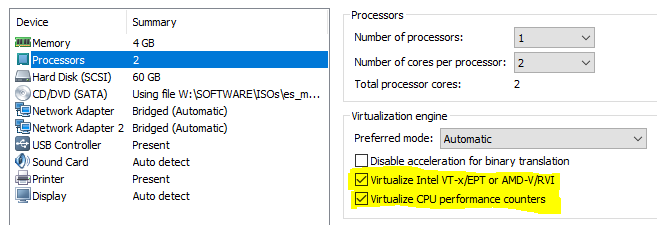 Device Summary
Memory 4 GB
Processors 2
Hard Disk (SCSI) 60 GB
CD/DVD (SATA) Using file W:\SOFTWARE\ISOs\es_m...
Network Adapter Bridged (Automatic)
Network Adapter 2 Bridged (Automatic)
USB Controller Present
Sound Card Auto detect
Printer Present
Display Auto detect
Processors
Number of processors: 1
Number of cores per processor: 2
Total processor cores: 2
Virtualization engine
Preferred mode: Automatic
Disable acceleration for binary translation
Virtualize Intel VT-x/EPT or AMD-V/RVI
Virtualize CPU performance counters